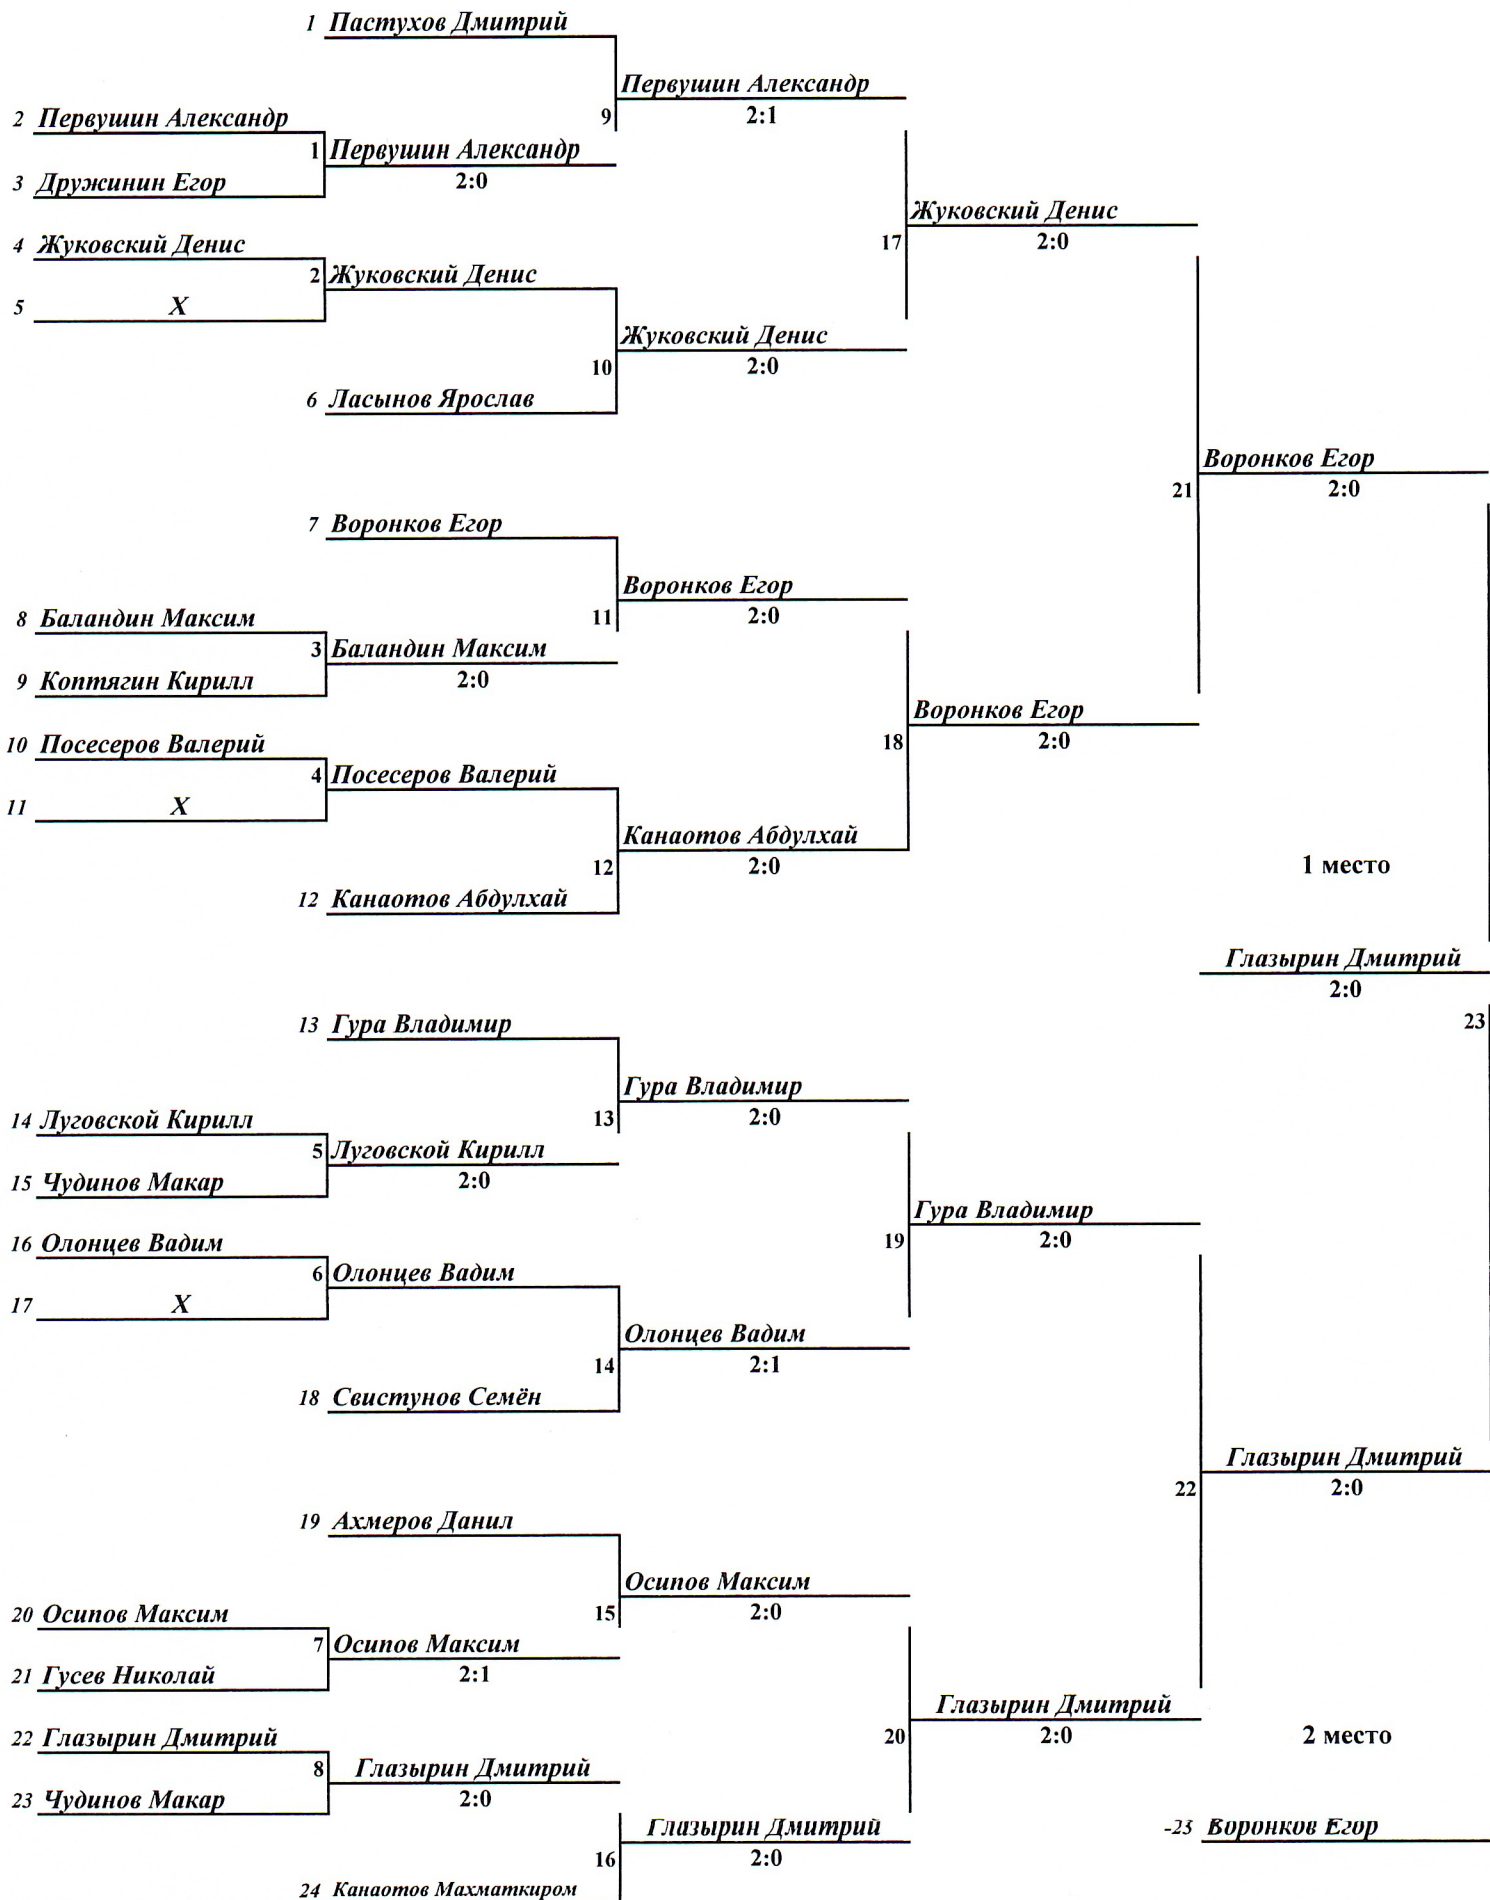 1 Пастухов Дмитрий
Первушин Александр
2 Первушин Александр
9 2:1
1 Первушин Александр
3 Дружинин Егор
2:0
Жуковский Денис
4 Жуковский Денис
17 2:0
2 Жуковский Денис
5 X
Жуковский Денис
10 2:0
6 Ласынов Ярослав
Воронков Егор
21 2:0
7 Воронков Егор
Воронков Егор
8 Баландин Максим
11 2:0
3 Баландин Максим
9 Коптягин Кирилл
2:0
Воронков Егор
10 Посесеров Валерий
18 2:0
4 Посесеров Валерий
11 X
Канаотов Абдулхай
12 2:0
1 место
12 Канаотов Абдулхай
Глазырин Дмитрий
2:0
13 Гура Владимир
23
Гура Владимир
14 Луговской Кирилл
13 2:0
5 Луговской Кирилл
15 Чудинов Макар
2:0
Гура Владимир
16 Олонцев Вадим
19 2:0
6 Олонцев Вадим
17 X
Олонцев Вадим
14 2:1
18 Свистунов Семён
Глазырин Дмитрий
22 2:0
19 Ахмеров Данил
Осипов Максим
20 Осипов Максим
15 2:0
7 Осипов Максим
21 Гусев Николай
2:1
Глазырин Дмитрий
22 Глазырин Дмитрий
20 2:0
2 место
8 Глазырин Дмитрий
23 Чудинов Макар
2:0
Глазырин Дмитрий
-23 Воронков Егор
16 2:0
24 Канаотов Махматкиром